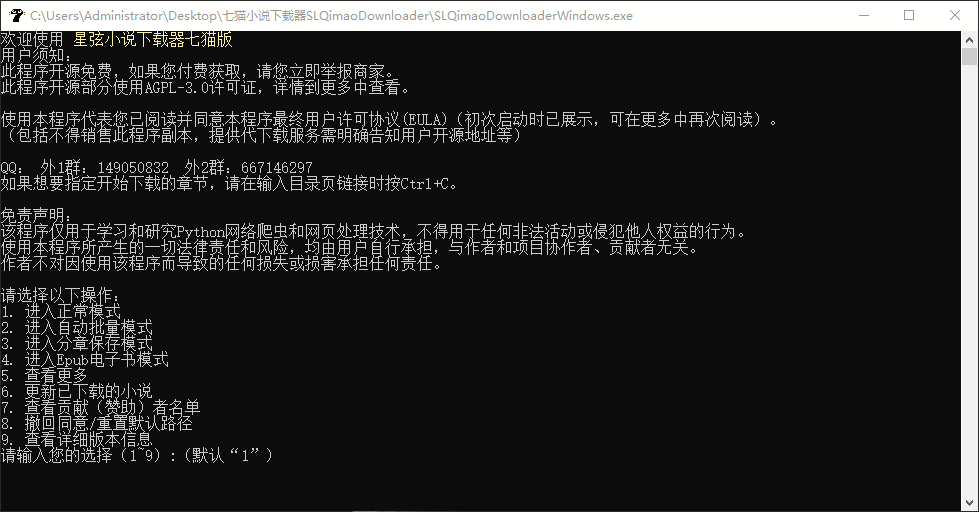 C:\Users\Administrator\Desktop\七猫小说下载器SLQimaoDownloader\SLQimaoDownloaderWindows.exe
欢迎使用 星弦小说下载器七猫版
用户须知：
此程序开源免费，如果您付费获取，请您立即举报商家。
此程序开源部分使用AGPL-3.0许可证，详情到更多中查看。
使用本程序代表您已阅读并同意本程序最终用户许可协议(EULA)（初次启动时已展示，可在更多中再次阅读）。
（包括不得销售此程序副本，提供代下载服务需明确告知用户开源地址等）
QQ： 外1群：149050832 外2群：667146297
如果想要指定开始下载的章节，请在输入目录页链接时按Ctrl+C。
免责声明：
该程序仅用于学习和研究Python网络爬虫和网页处理技术，不得用于任何非法活动或侵犯他人权益的行为。
使用本程序所产生的一切法律责任和风险，均由用户自行承担，与作者和项目协作者、贡献者无关。
作者不对因使用该程序而导致的任何损失或损害承担任何责任。
请选择以下操作：
1. 进入正常模式
2. 进入自动批量模式
3. 进入分章保存模式
4. 进入Epub电子书模式
5. 查看更多
6. 更新已下载的小说
7. 查看贡献（赞助）者名单
8. 撤回同意/重置默认路径
9. 查看详细版本信息
请输入您的选择（1~9）:（默认“1”）